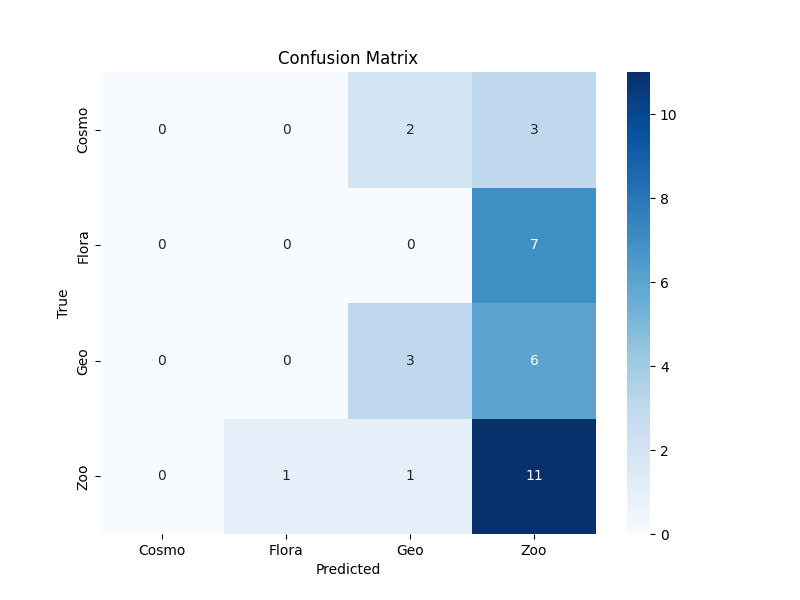 Confusion Matrix
Cosmo 0 0 2 3
Flora 0 0 0 7
Geo 0 0 3 6
Zoo 0 1 1 11
True
Cosmo Flora Geo Zoo
Predicted
10
8
6
4
2
0